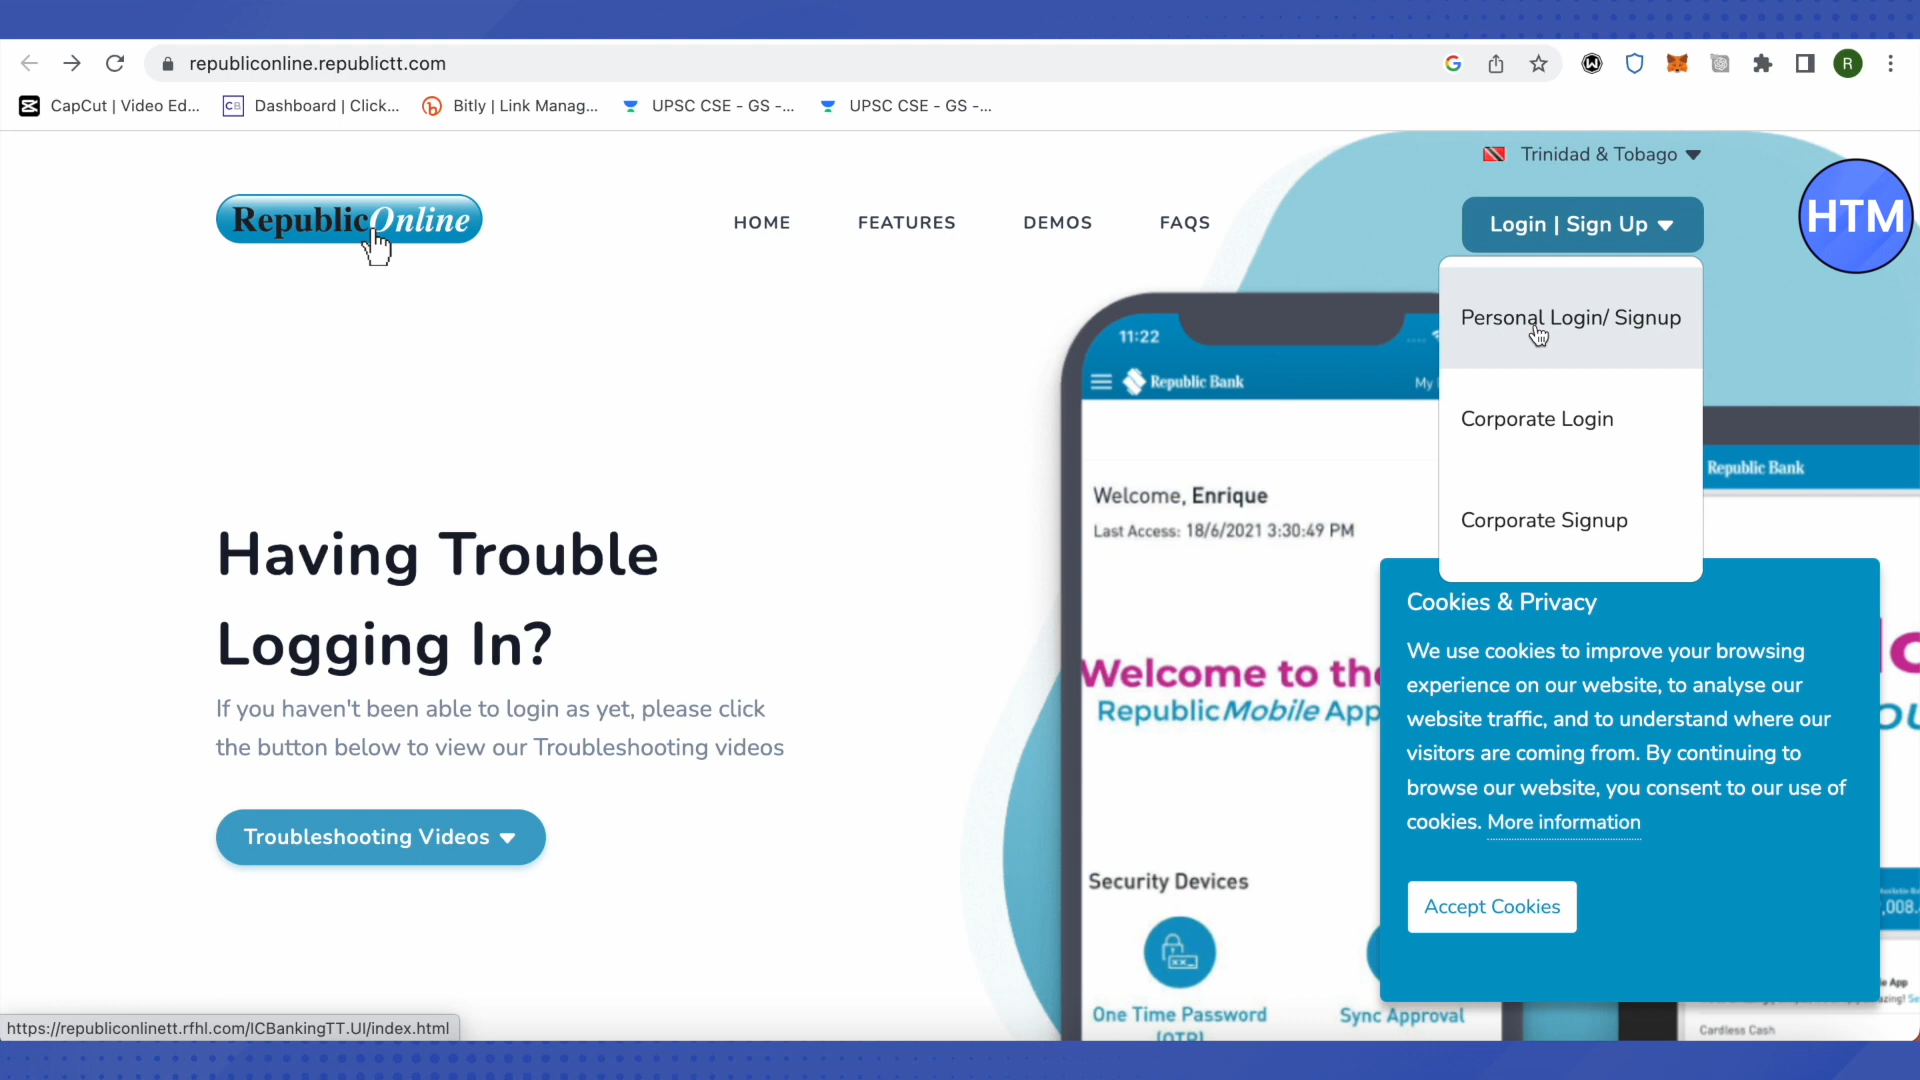 republiconline.republictt.com
R
CapCut | Video Ed...
CB
Dashboard | Click...
Bitly | Link Manag...
UPSC CSE - GS -...
UPSC CSE - GS -...
Trinidad & Tobago
RepublicOnline
HOME
FEATURES
DEMOS
FAQS
Login | Sign Up
HTM
Personal Login/ Signup
Corporate Login
Corporate Signup
11:22
Republic Bank
My
Republic Bank
Welcome, Enrique
Last Access: 18/6/2021 3:30:49 PM
Having Trouble
Logging In?
If you haven't been able to login as yet, please click
the button below to view our Troubleshooting videos
Troubleshooting Videos
Welcome to the
RepublicMobile App
Security Devices
One Time Password
(OTP)
Sync Approval
Cookies & Privacy
We use cookies to improve your browsing
experience on our website, to analyse our
website traffic, and to understand where our
visitors are coming from. By continuing to
browse our website, you consent to our use of
cookies. More information
Accept Cookies
,008.
App
Cardless Cash
https://republiconlinett.rfhl.com/ICBankingTT.UI/index.html